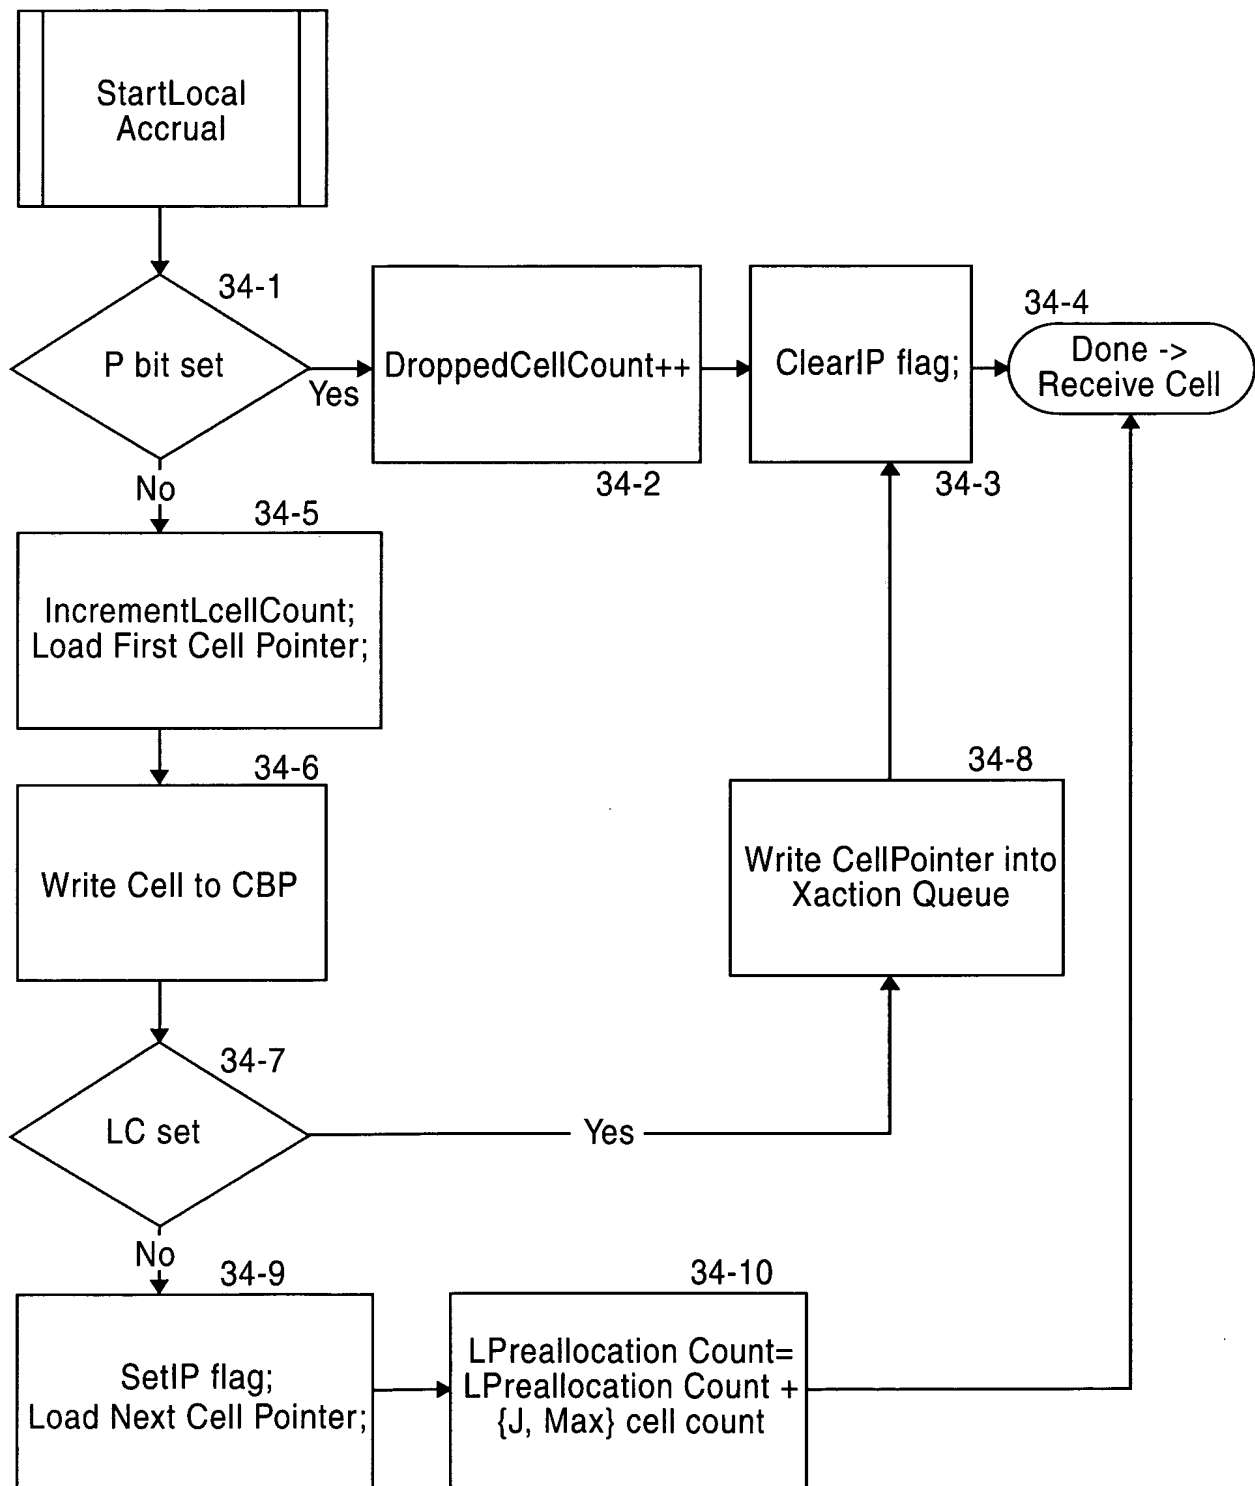 StartLocal
Accrual
34-1
P bit set
Yes
DroppedCellCount++
34-2
ClearIP flag;
34-3
34-4
Done ->
Receive Cell
No
34-5
IncrementLcellCount;
Load First Cell Pointer;
34-6
Write Cell to CBP
34-8
Write CellPointer into
Xaction Queue
34-7
LC set
Yes
No
34-9
SetIP flag;
Load Next Cell Pointer;
34-10
LPreallocation Count=
LPreallocation Count +
{J, Max} cell count